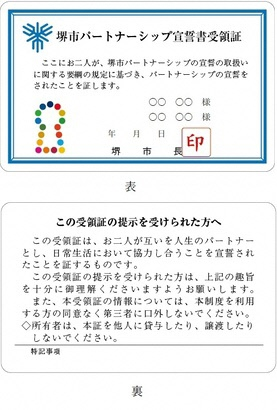 堺市パートナーシップ宣誓書受領証
ここにお二人が、堺市パートナーシップの宣誓の取扱い
に関する要綱の規定に基づき、パートナーシップの宣誓を
されたことを証します。
○○ ○○ 様
○○ ○○ 様
年 月 日
堺 市 長 印
表
この受領証の提示を受けられた方へ
この受領証は、お二人が互いを人生のパートナー
とし、日常生活において協力し合うことを宣誓され
たことを証するものです。
この受領証の提示を受けられた方は、上記の趣旨
を十分に御理解くださいますようお願いします。
また、本受領証の情報については、本制度を利用
する方の同意なく第三者に口外しないでください。
◇所有者は、本証を他人に貸与したり、譲渡したり
しないでください。
特記事項
裏